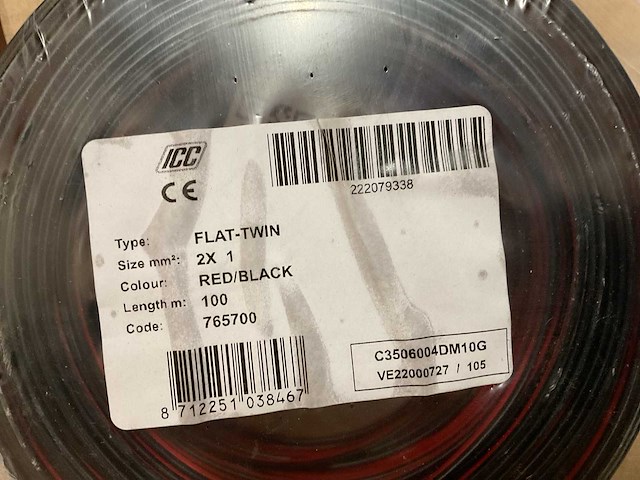 ICC
CE
222079338
Type: FLAT-TWIN
Size mm²: 2X 1
Colour: RED/BLACK
Length m: 100
Code: 765700
C3506004DM10G
VE22000727 / 105
8 712251 038467